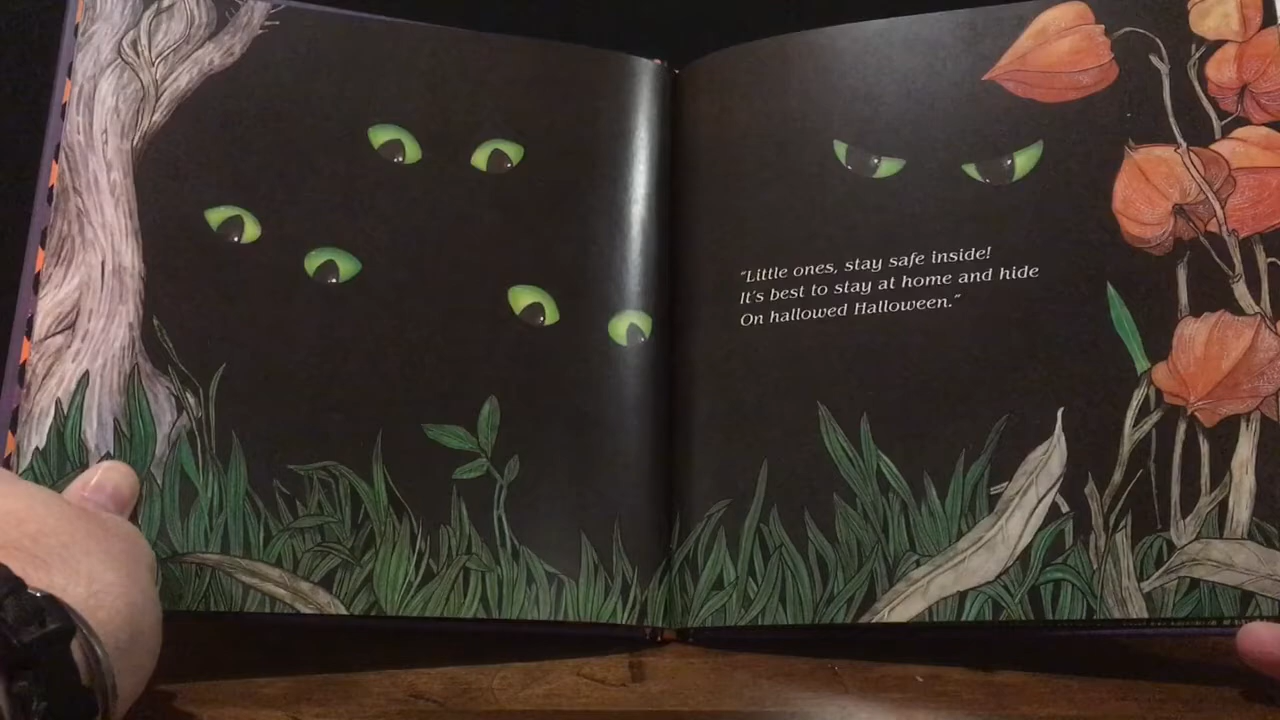 "Little ones, stay safe inside!
It's best to stay at home and hide
On hallowed Halloween."